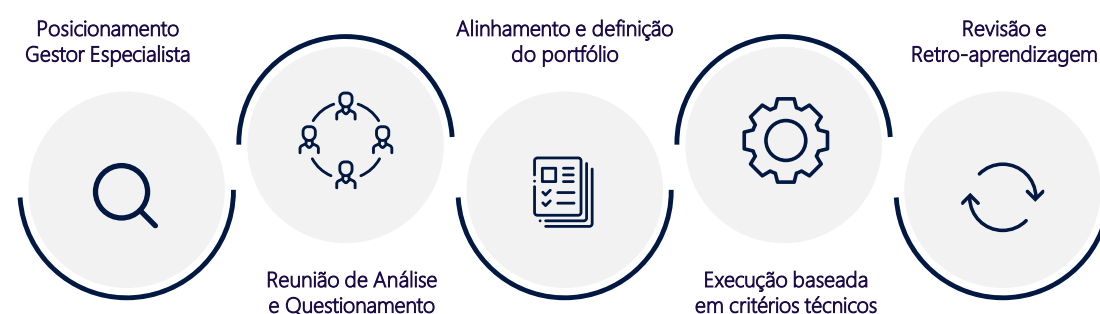 Posicionamento
Gestor Especialista
Reunião de Análise
e Questionamento
Alinhamento e definição
do portfólio
Execução baseada
em critérios técnicos
Revisão e
Retro-aprendizagem